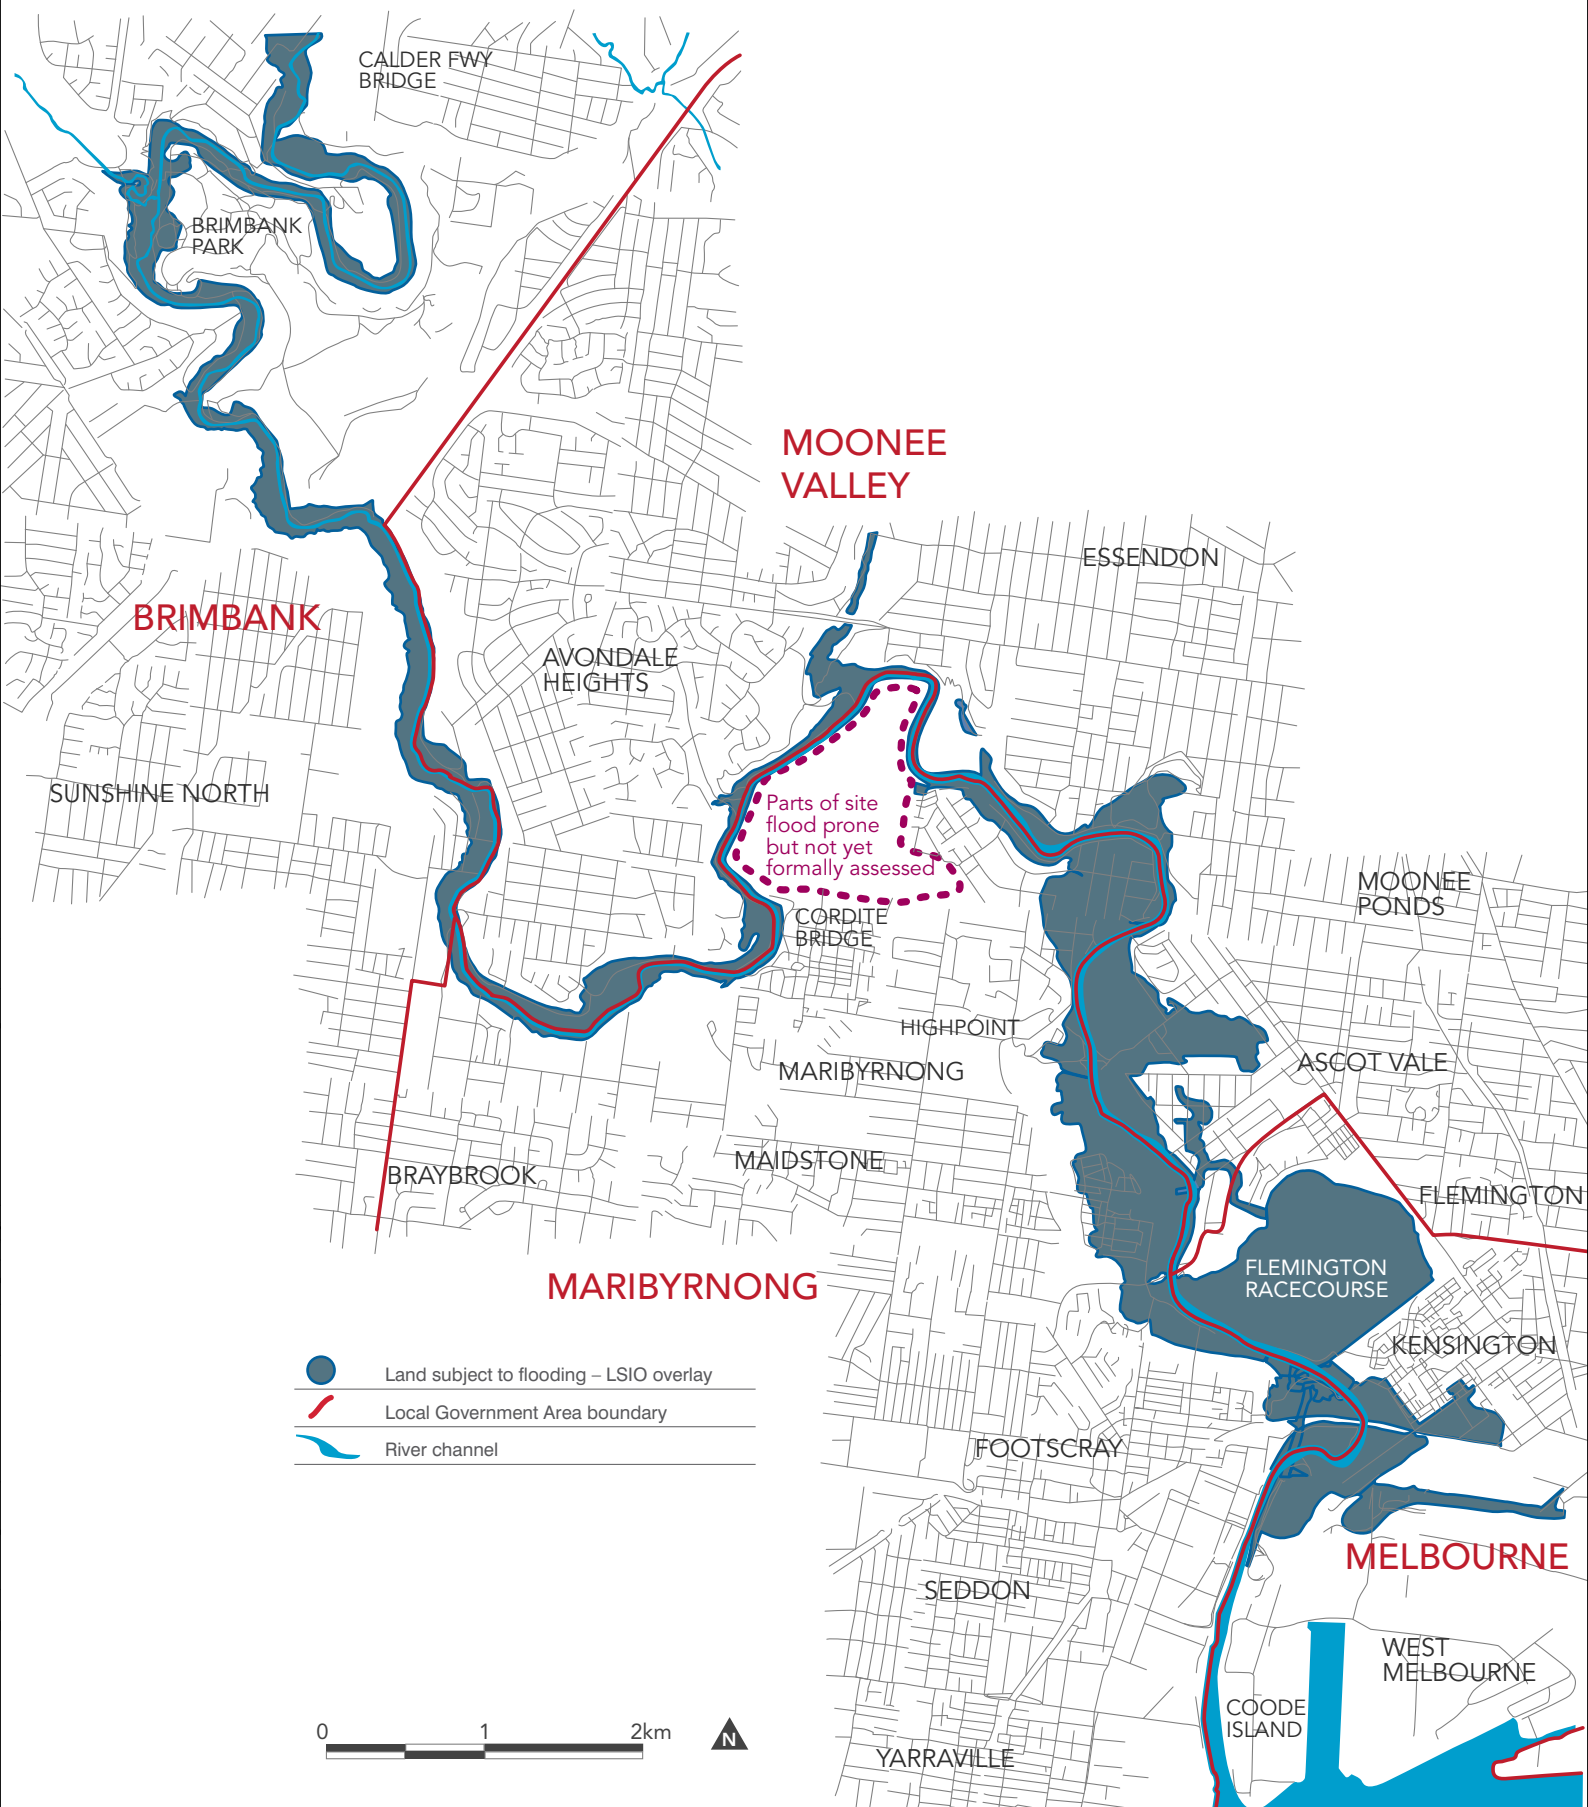 CALDER FWY
BRIDGE
BRIMBANK
PARK
MOONEE
VALLEY
ESSENDON
BRIMBANK
AVONDALE
HEIGHTS
SUNSHINE NORTH
Parts of site
flood prone
but not yet
formally assessed
MOONEE
PONDS
CORDITE
BRIDGE
HIGHPOINT
ASCOT VALE
MARIBYRNONG
MAIDSTONE
BRAYBROOK
FLEMINGTON
MARIBYRNONG
FLEMINGTON
RACECOURSE
KENSINGTON
Land subject to flooding – LSIO overlay
Local Government Area boundary
River channel
FOOTSCRAY
MELBOURNE
SEDDON
WEST
MELBOURNE
COODE
ISLAND
0 1 2km
N
YARRAVILLE